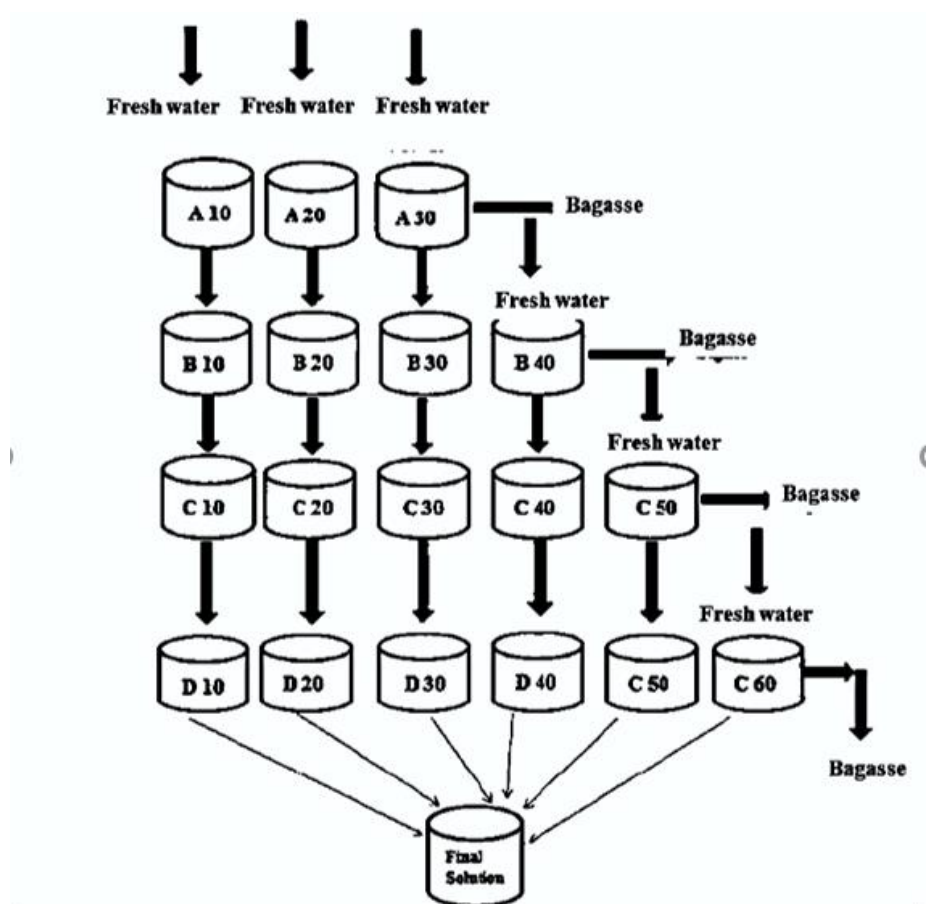 Fresh water Fresh water Fresh water
A 10 A 20 A 30 Bagasse
Fresh water
B 10 B 20 B 30 B 40 Bagasse
Fresh water
C 10 C 20 C 30 C 40 C 50 Bagasse
Fresh water
D 10 D 20 D 30 D 40 C 50 C 60
Bagasse
Final
Solution